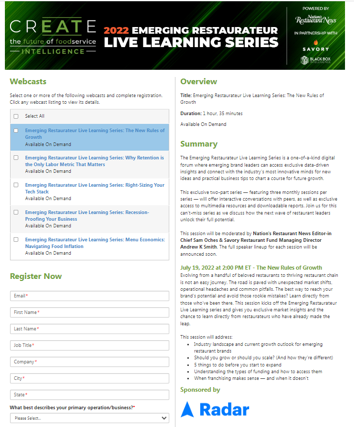 CREATE
the future of foodservice
INTELLIGENCE
2022 EMERGING RESTAURATEUR
LIVE LEARNING SERIES
POWERED BY
Nation's
Restaurant News
IN PARTNERSHIP WITH
SAVORY
BLACK BOX
Webcasts
Select one or more of the following webcasts and complete registration.
Click any webcast listing to view its details.
Select All
Emerging Restaurateur Live Learning Series: The New Rules of
Growth
Available On Demand
Emerging Restaurateur Live Learning Series: Why Retention is
the Only Labor Metric That Matters
Available On Demand
Emerging Restaurateur Live Learning Series: Right-Sizing Your
Tech Stack
Available On Demand
Emerging Restaurateur Live Learning Series: Recession-
Proofing Your Business
Available On Demand
Emerging Restaurateur Live Learning Series: Menu Economics:
Navigating Food Inflation
Available On Demand
Register Now
Email*
First Name*
Last Name*
Job Title*
Company*
City*
State*
What best describes your primary operation/business?*
Please Select...
Overview
Title: Emerging Restaurateur Live Learning Series: The New Rules of
Growth
Duration: 1 hour, 35 minutes
Available On Demand
Summary
The Emerging Restaurateur Live Learning Series is a one-of-a-kind digital
forum where emerging brand leaders can access exclusive data-driven
insights and connect with the industry's most innovative minds for new
ideas and practical business tips to chart a course for future growth.
This exclusive two-part series — featuring three monthly sessions per
series — will offer interactive conversations with peers, as well as exclusive
access to multimedia resources and downloadable reports. Join us for this
can't-miss series as we discuss how the next wave of restaurant leaders
unlock their full potential.
This session will be moderated by Nation's Restaurant News Editor-in
Chief Sam Oches & Savory Restaurant Fund Managing Director
Andrew K Smith. The full speaker lineup for each session will be
announced soon.
July 19, 2022 at 2:00 PM ET - The New Rules of Growth
Evolving from a handful of beloved restaurants to thriving restaurant chain
is not an easy journey. The road is paved with unexpected market shifts,
operational headaches and common pitfalls. The best way to reach your
brand's potential and avoid those rookie mistakes? Learn directly from
those who've been there. This session kicks off the Emerging Restaurateur
Live Learning series and gives you exclusive market insights and the
chance to learn directly from restaurateurs who have already made the
leap.
This session will address:
• Industry landscape and current growth outlook for emerging
restaurant brands
• Should you grow or should you scale? (And how they're different)
• 5 things to do before you start to expand
• Understanding the types of funding and how to access them
• When franchising makes sense — and when it doesn't
Sponsored by
Radar